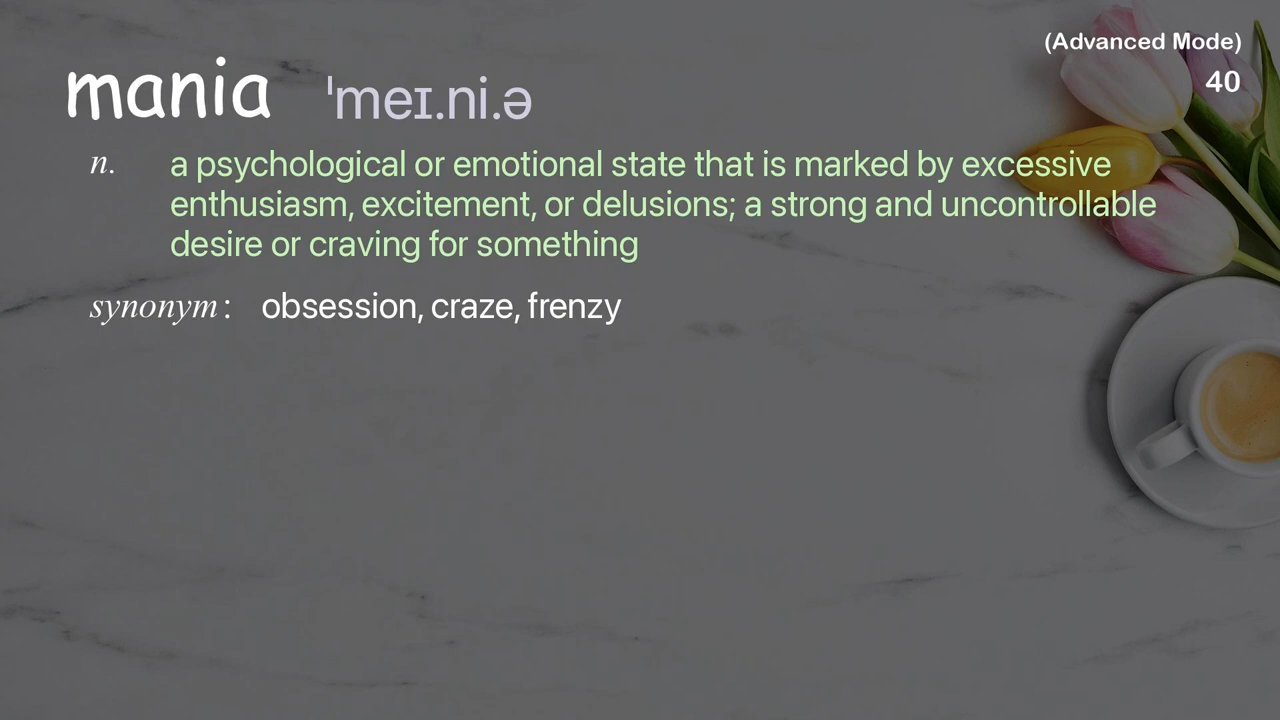 (Advanced Mode)
40
mania ˈmeɪ.ni.ə
n. a psychological or emotional state that is marked by excessive
enthusiasm, excitement, or delusions; a strong and uncontrollable
desire or craving for something
synonym: obsession, craze, frenzy